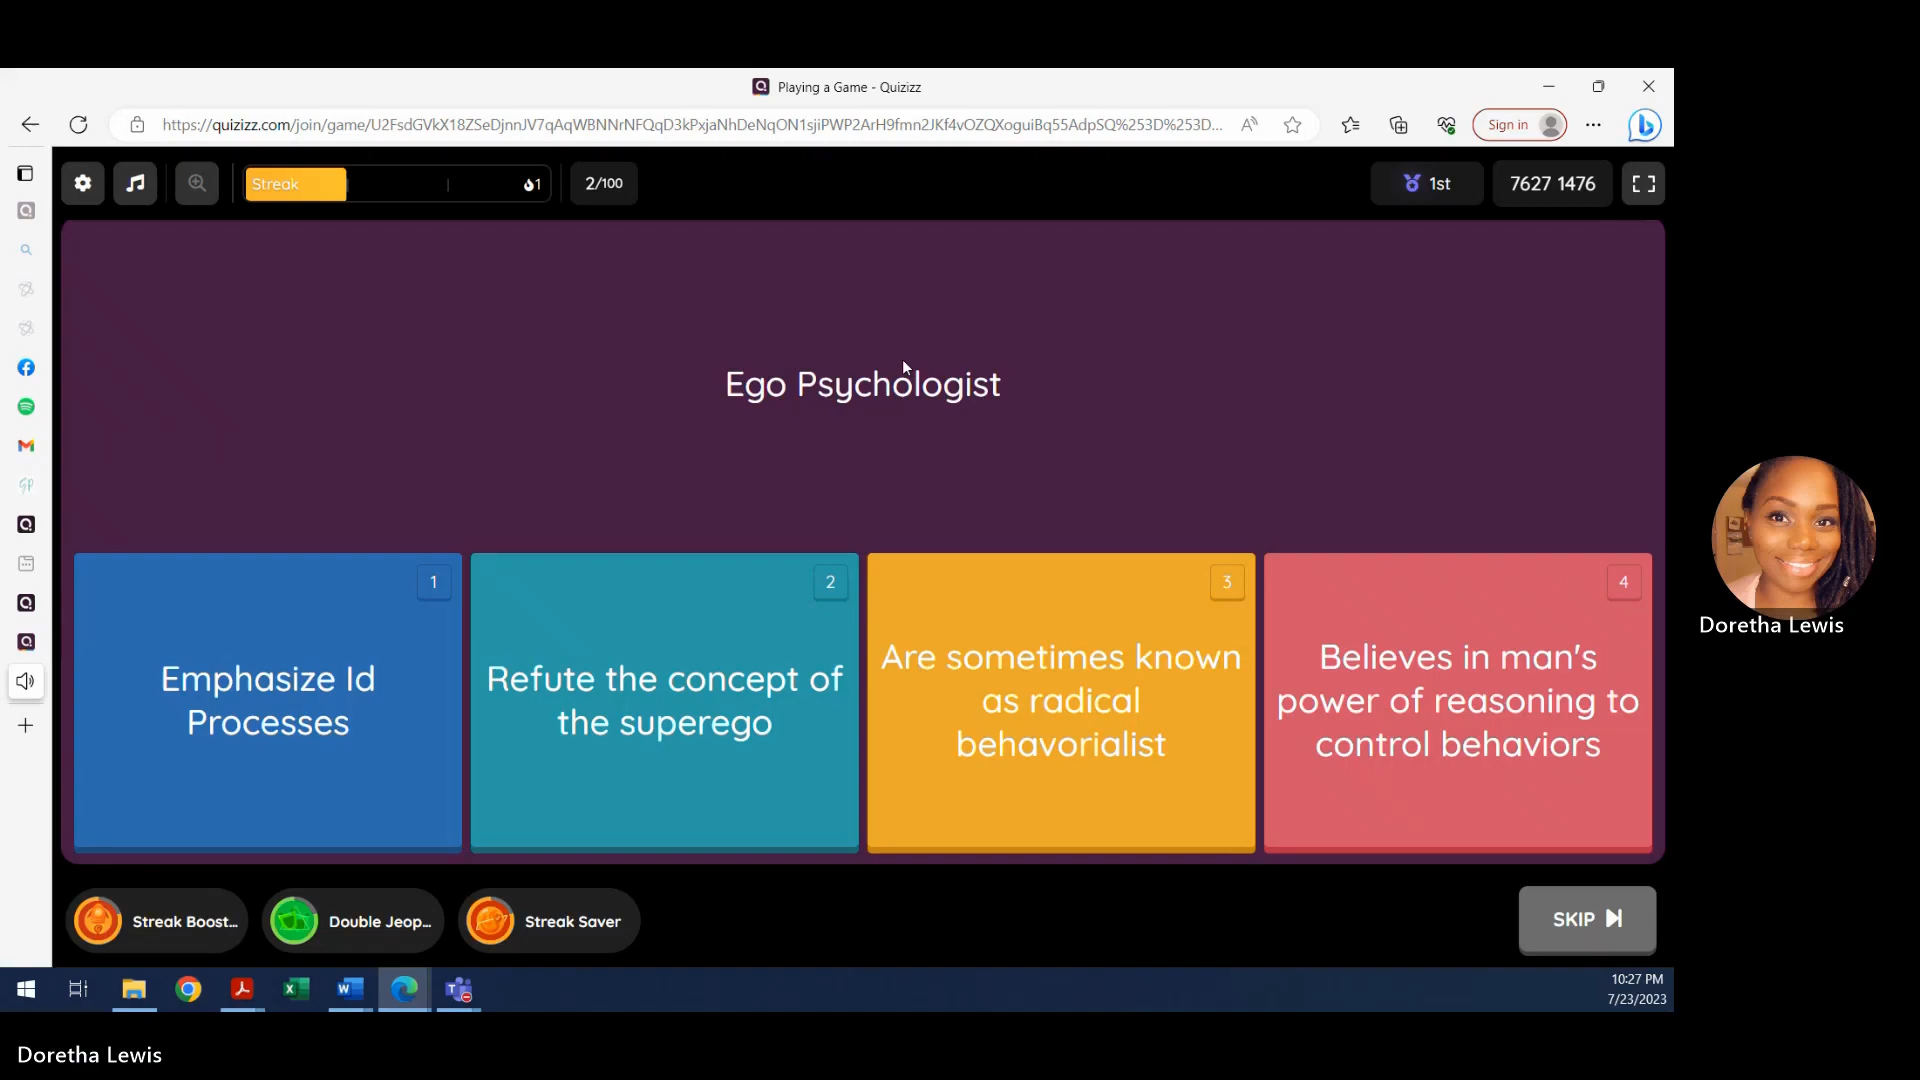 Playing a Game - Quizizz
https://quizizz.com/join/game/U2FsdGVkX18ZSeDjnnJV7qAqWBNNrNFQqD3kPxjaNhDeNqON1sjiPWP2ArH9fmn2JKf4vOZQXoguiBq55AdpSQ%253D%253D...
Sign in
Streak
1
2/100
1st
7627 1476
Ego Psychologist
1
Emphasize Id
Processes
2
Refute the concept of
the superego
3
Are sometimes known
as radical
behavorialist
4
Believes in man's
power of reasoning to
control behaviors
Doretha Lewis
Streak Boost...
Double Jeop...
Streak Saver
SKIP
10:27 PM
7/23/2023
Doretha Lewis